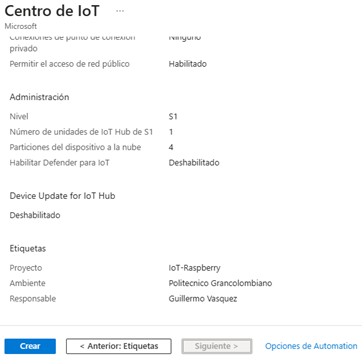 Centro de IoT ...
Microsoft
Conexiones de punto de conexión Ninguno
privado
Permitir el acceso de red público Habilitado
Administración
Nivel S1
Número de unidades de IoT Hub de S1 1
Particiones del dispositivo a la nube 4
Habilitar Defender para IoT Deshabilitado
Device Update for IoT Hub
Deshabilitado
Etiquetas
Proyecto IoT-Raspberry
Ambiente Politecnico Grancolombiano
Responsable Guillermo Vasquez
Crear < Anterior: Etiquetas Siguiente > Opciones de Automation